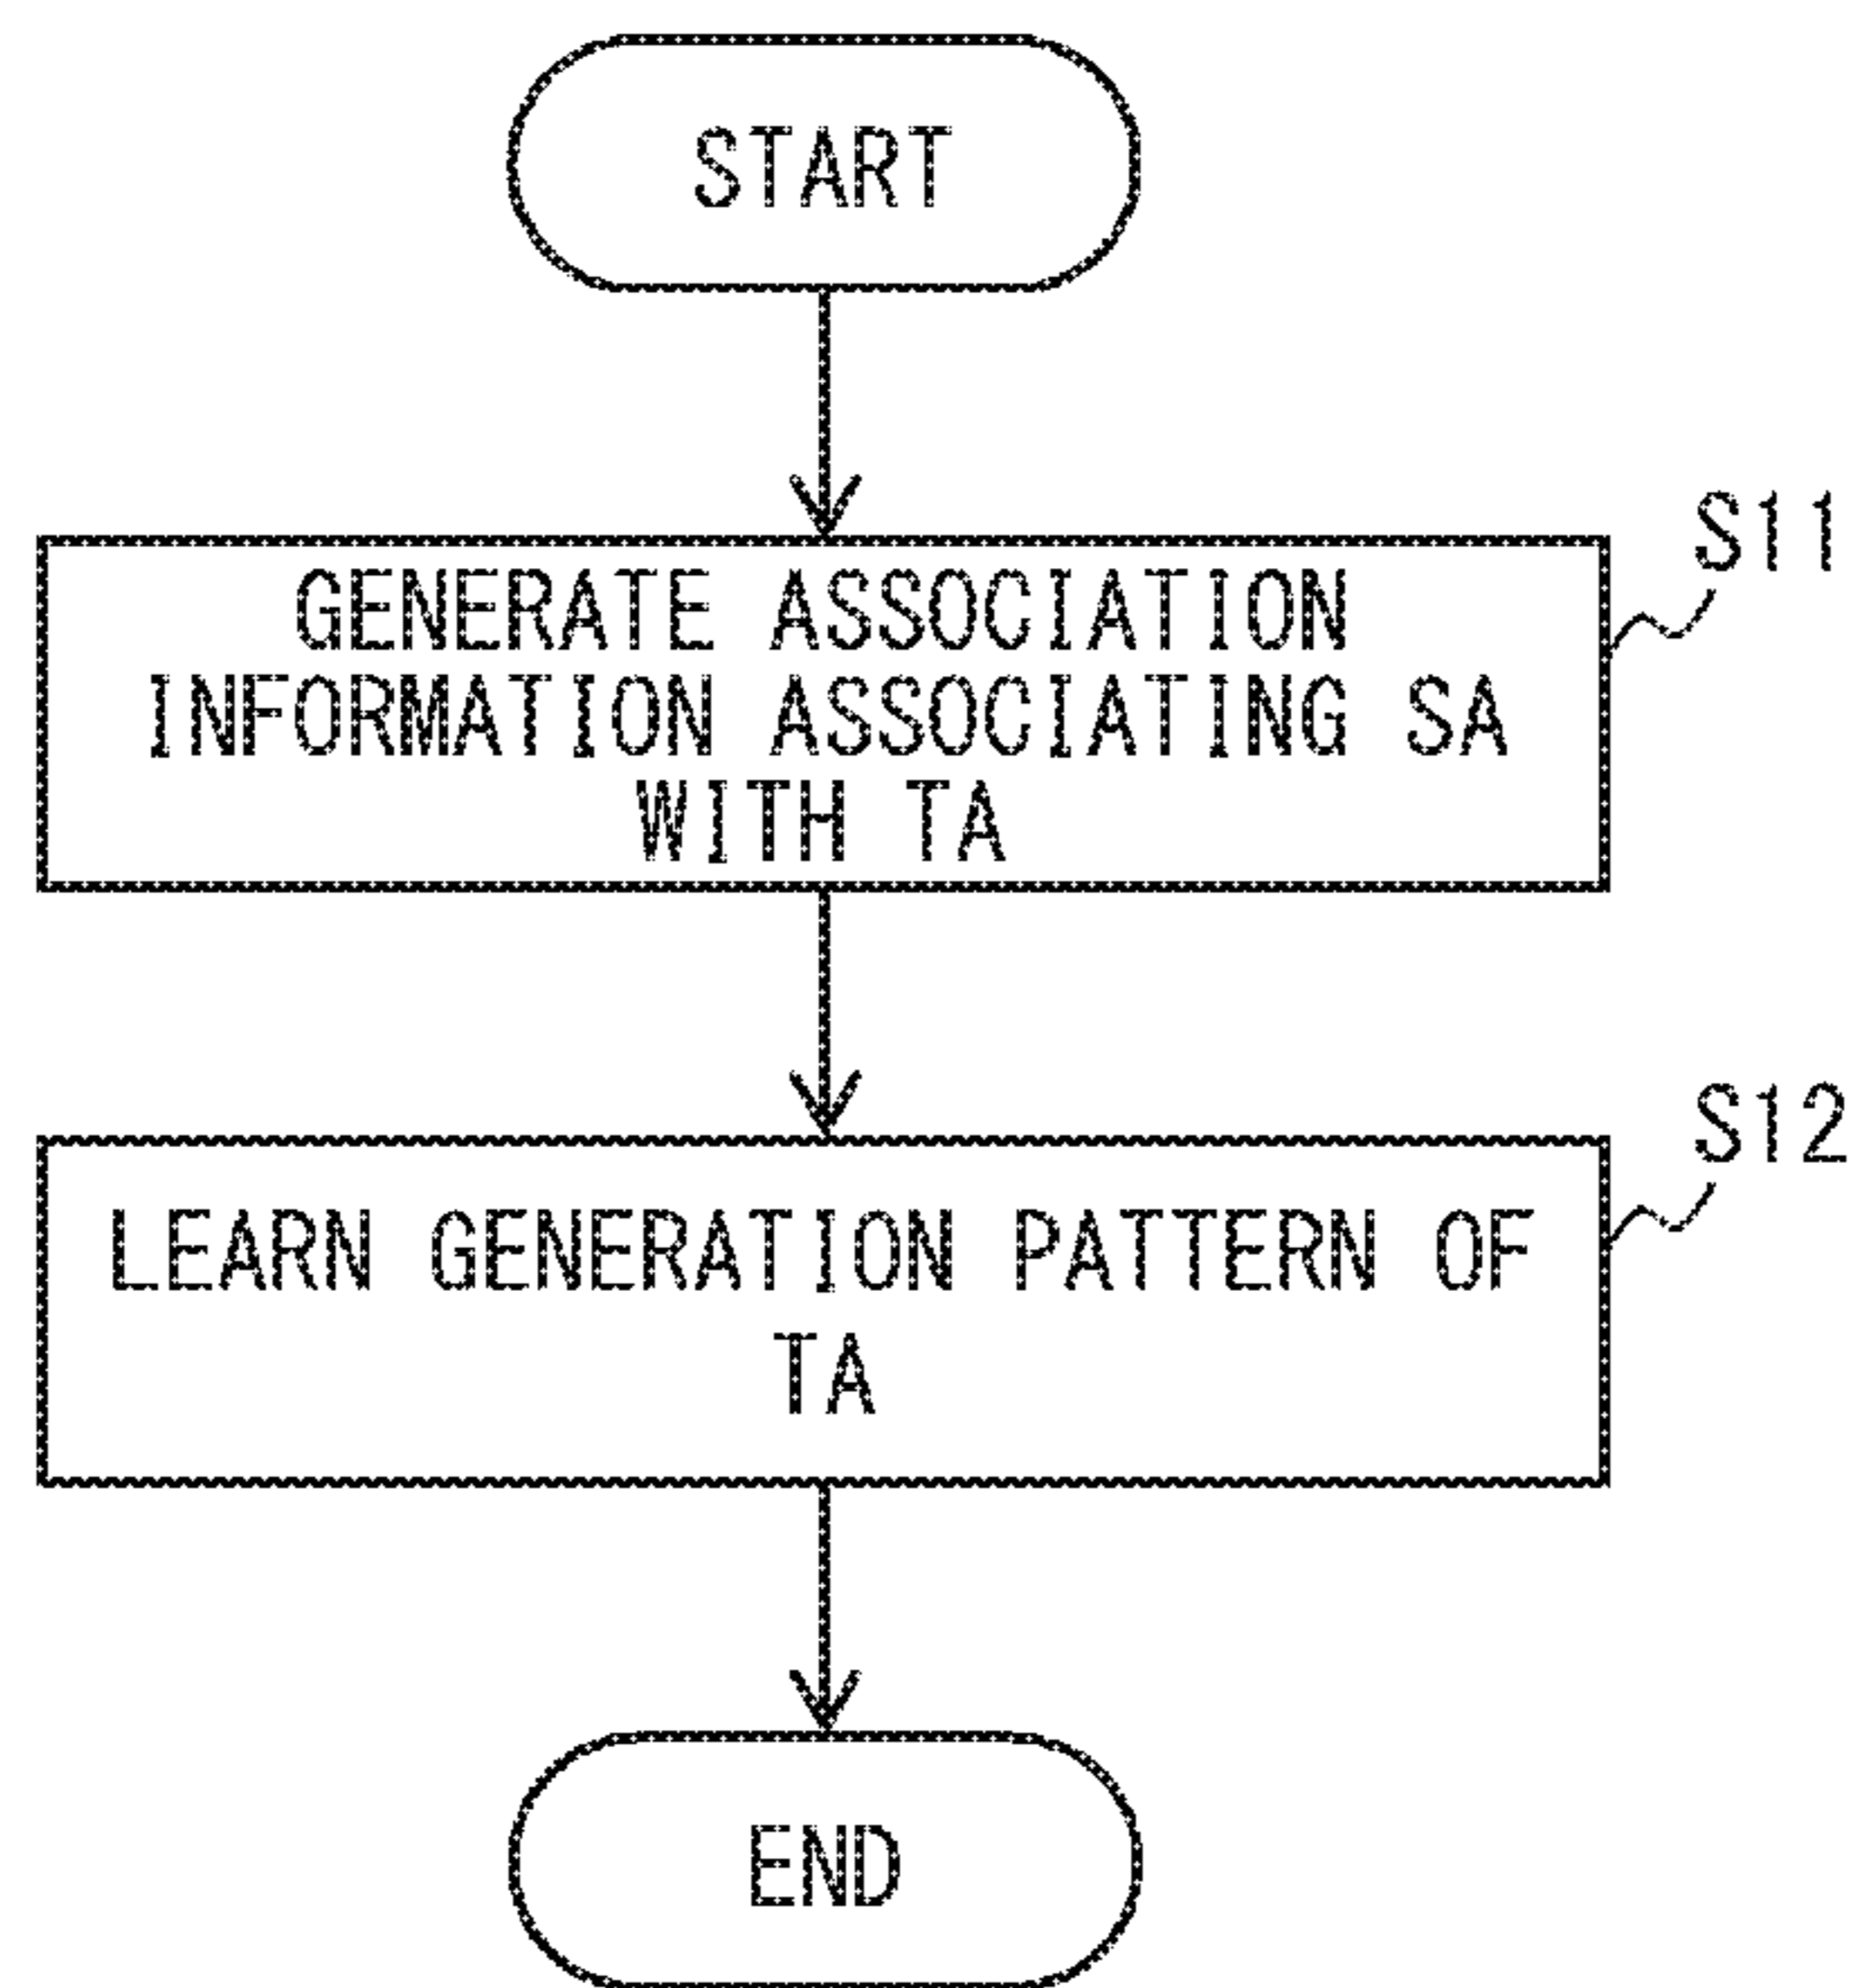 START
S11
GENERATE ASSOCIATION
INFORMATION ASSOCIATING SA
WITH TA
S12
LEARN GENERATION PATTERN OF
TA
END